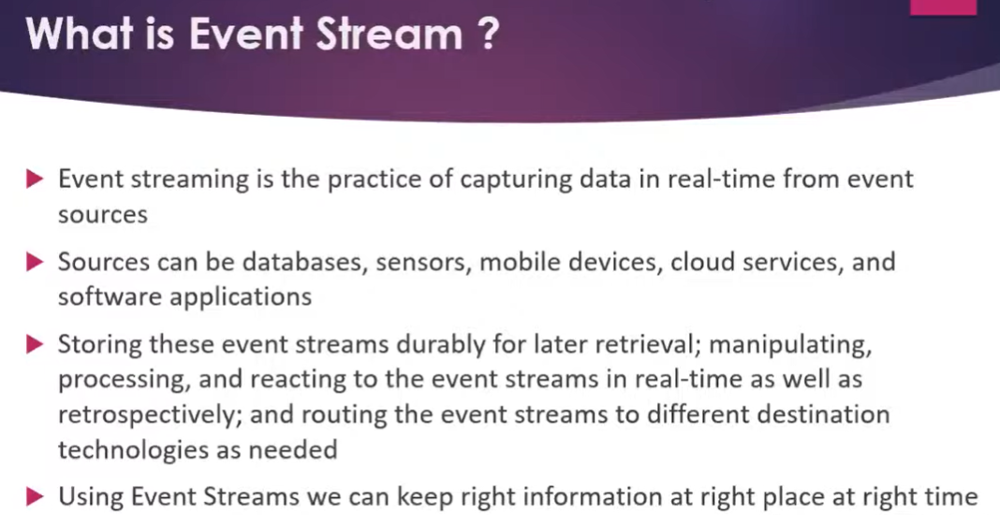 What is Event Stream ?
Event streaming is the practice of capturing data in real-time from event
sources
Sources can be databases, sensors, mobile devices, cloud services, and
software applications
Storing these event streams durably for later retrieval; manipulating,
processing, and reacting to the event streams in real-time as well as
retrospectively; and routing the event streams to different destination
technologies as needed
Using Event Streams we can keep right information at right place at right time